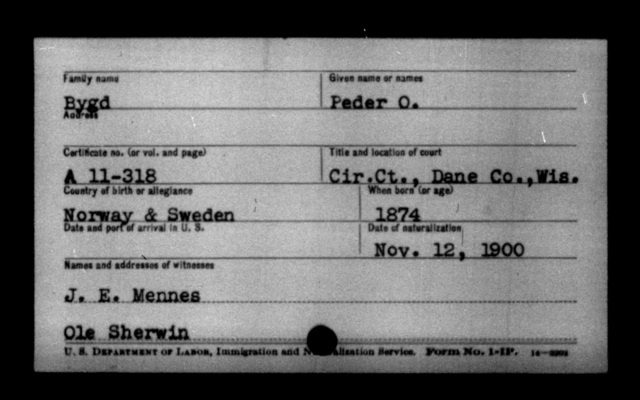 Family name Given name or names
Bygd Peder O.
Address
Certificate no. (or vol. and page) Title and location of court
A 11-318 Cir.Ct., Dane Co.,Wis.
Country of birth or allegiance When born (or age)
Norway & Sweden 1874
Date and port of arrival in U. S. Date of naturalization
Nov. 12, 1900
Names and addresses of witnesses
J. E. Mennes
Ole Sherwin
U. S. DEPARTMENT OF LABOR, Immigration and Naturalization Service. Form No. 1-IP.